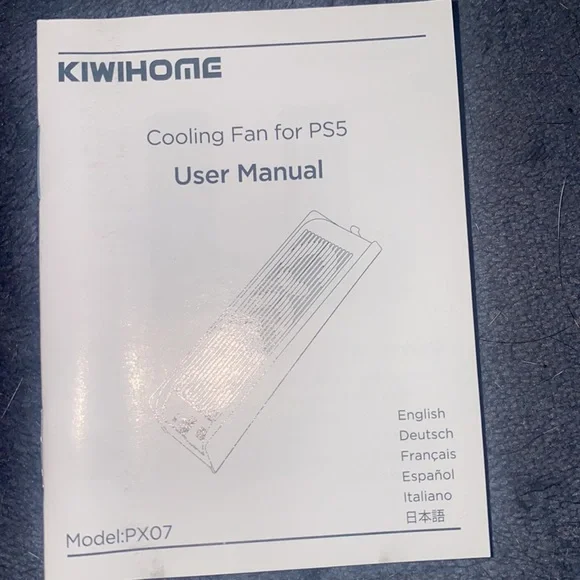 KIWIHOME
Cooling Fan for PS5
User Manual
English
Deutsch
Français
Español
Italiano
日本語
Model:PX07